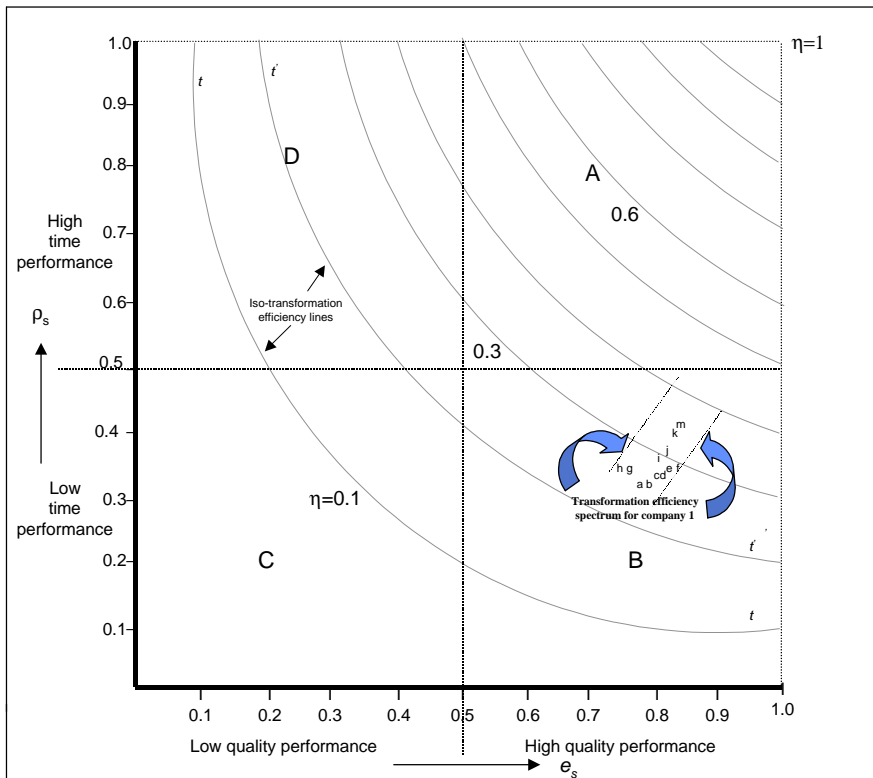 1.0
η=1
t
t'
0.9
D
0.8
A
High
time
performance
0.7
0.6
0.6
Iso-transformation
efficiency lines
ρs
0.5
0.3
0.4
m
k
j
i
h g
e f
cd
a b
Transformation efficiency
spectrum for company 1
Low
time
performance
0.3
η=0.1
t'
0.2
C
B
0.1
t
0.1
0.2
0.3
0.4
0.5
0.6
0.7
0.8
0.9
1.0
Low quality performance
High quality performance
es